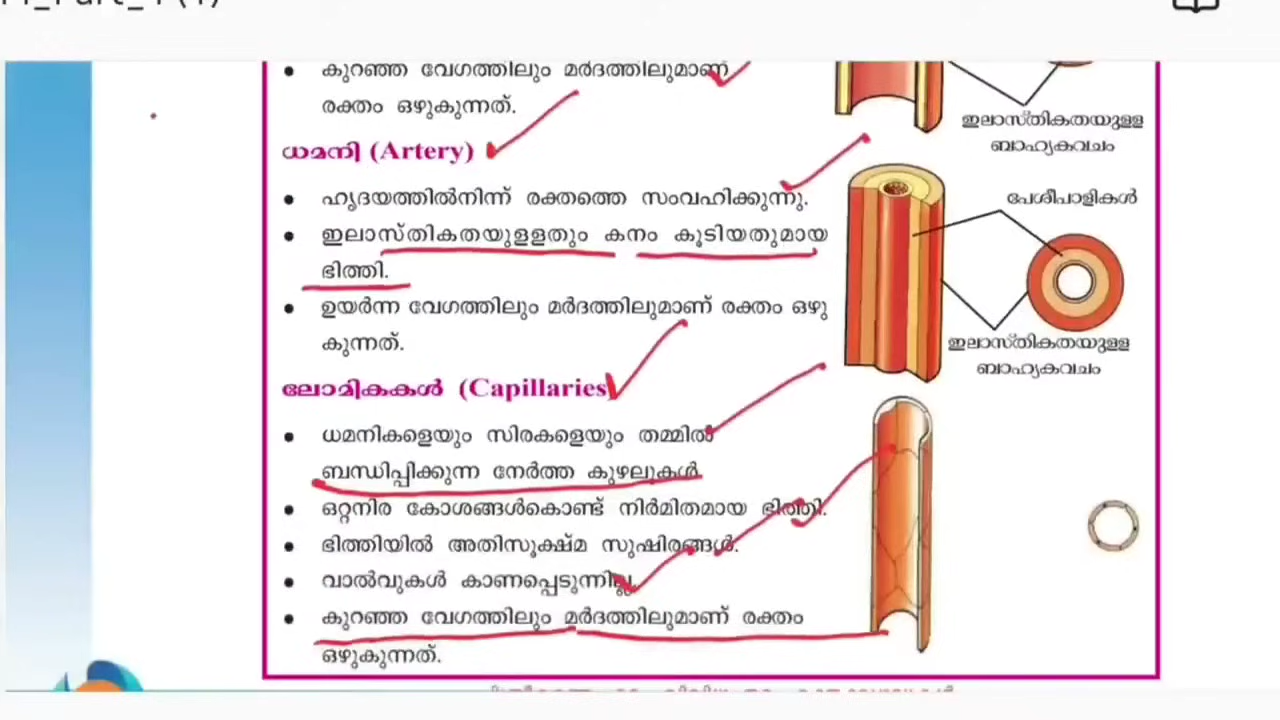 കുറഞ്ഞ വേഗത്തിലും മർദത്തിലുമാണ്
രക്തം ഒഴുകുന്നത്.
ഇലാസ്തികതയുളള
ബാഹ്യകവചം
ധമനി (Artery)
ഹൃദയത്തിൽനിന്ന് രക്തത്തെ സംവഹിക്കുന്നു.
ഇലാസ്തികതയുളളതും കനം കൂടിയതുമായ
ഭിത്തി.
ഉയർന്ന വേഗത്തിലും മർദത്തിലുമാണ് രക്തം ഒഴു
കുന്നത്.
പേശീപാളികൾ
ഇലാസ്തികതയുളള
ബാഹ്യകവചം
ലോമികകൾ (Capillaries)
ധമനികളെയും സിരകളെയും തമ്മിൽ
ബന്ധിപ്പിക്കുന്ന നേർത്ത കുഴലുകൾ.
ഒറ്റനിര കോശങ്ങൾകൊണ്ട് നിർമിതമായ ഭിത്തി.
ഭിത്തിയിൽ അതിസൂക്ഷ്മ സുഷിരങ്ങൾ.
വാൽവുകൾ കാണപ്പെടുന്നില്ല.
കുറഞ്ഞ വേഗത്തിലും മർദത്തിലുമാണ് രക്തം
ഒഴുകുന്നത്.